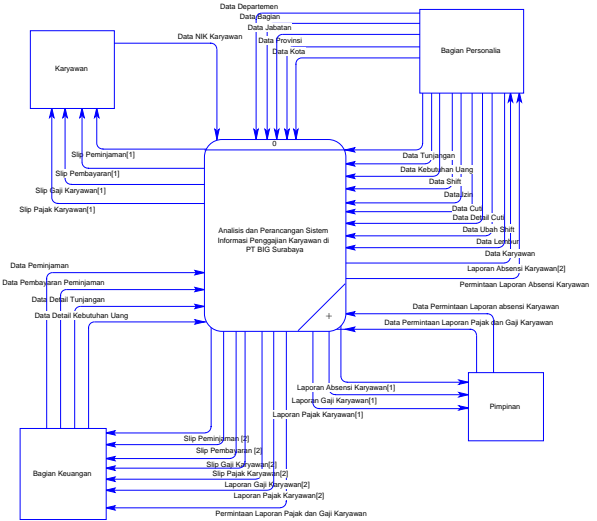 Data Departemen
Data Bagian
Data Jabatan
Data Provinsi
Data Kota
Data NIK Karyawan
Karyawan
Bagian Personalia
0
Slip Peminjaman[1]
Slip Pembayaran[1]
Slip Gaji Karyawan[1]
Slip Pajak Karyawan[1]
Data Tunjangan
Data Kebutuhan Uang
Data Shift
Data Izin
Data Cuti
Data Detail Cuti
Data Ubah Shift
Data Lembur
Data Karyawan
Laporan Absensi Karyawan[2]
Permintaan Laporan Absensi Karyawan
Analisis dan Perancangan Sistem
Informasi Penggajian Karyawan di
PT BIG Surabaya
+
Data Peminjaman
Data Pembayaran Peminjaman
Data Detail Tunjangan
Data Detail Kebutuhan Uang
Data Permintaan Laporan absensi Karyawan
Data Permintaan Laporan Pajak dan Gaji Karyawan
Laporan Absensi Karyawan[1]
Laporan Gaji Karyawan[1]
Laporan Pajak Karyawan[1]
Pimpinan
Bagian Keuangan
Slip Peminjaman [2]
Slip Pembayaran [2]
Slip Gaji Karyawan[2]
Slip Pajak Karyawan[2]
Laporan Gaji Karyawan[2]
Laporan Pajak Karyawan[2]
Permintaan Laporan Pajak dan Gaji Karyawan